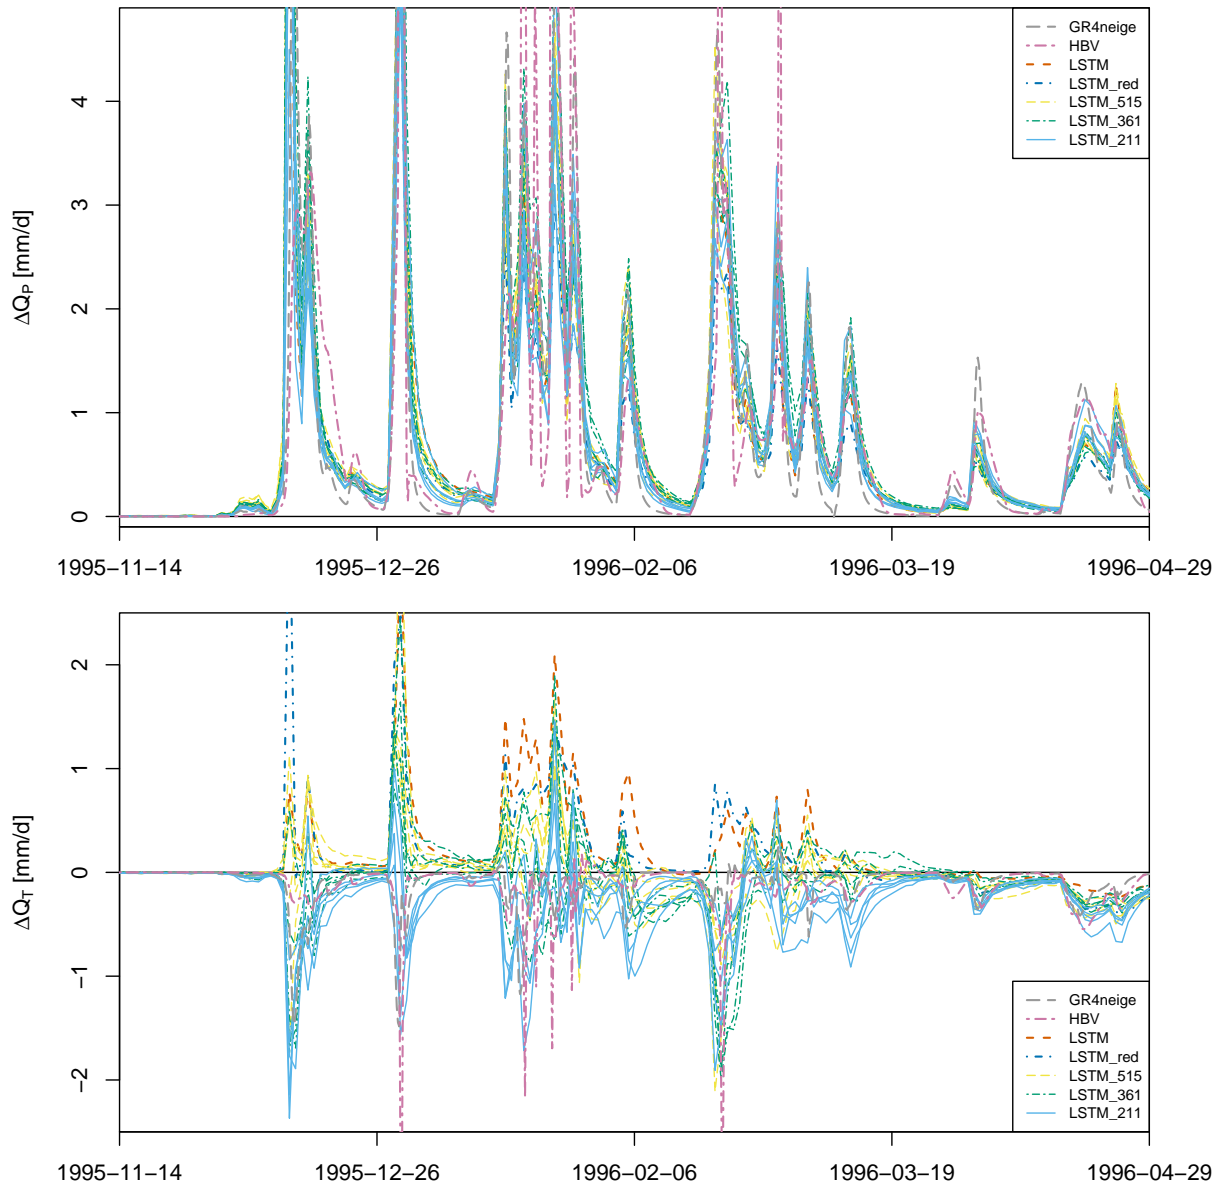 4
3
2
1
0
ΔQP [mm/d]
GR4neige
HBV
LSTM
LSTM_red
LSTM_515
LSTM_361
LSTM_211
1995−11−14
1995−12−26
1996−02−06
1996−03−19
1996−04−29
2
1
0
−1
−2
ΔQT [mm/d]
GR4neige
HBV
LSTM
LSTM_red
LSTM_515
LSTM_361
LSTM_211
1995−11−14
1995−12−26
1996−02−06
1996−03−19
1996−04−29